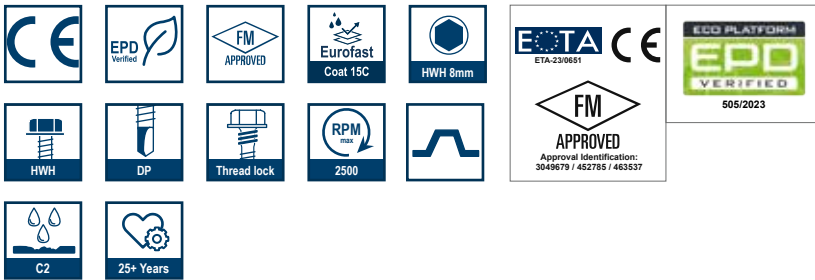 CE
EPD
Verified
FM
APPROVED
Eurofast
Coat 15C
HWH 8mm
HWH
DP
Thread lock
RPM
max
2500
C2
25+ Years
EOTA CE
ETA-23/0651
FM
APPROVED
Approval Identification:
3049679 / 452785 / 463537
ECO PLATFORM
EPD
VERIFIED
505/2023